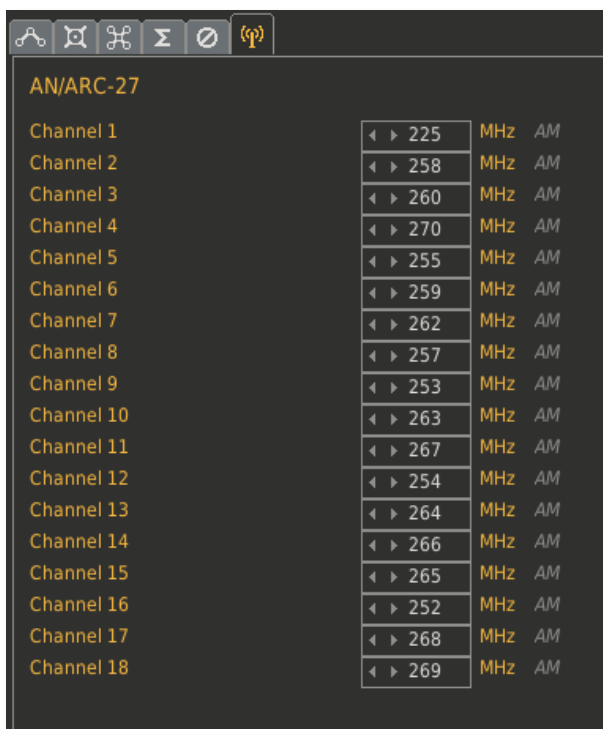 Σ
AN/ARC-27
Channel 1 225 MHz AM
Channel 2 258 MHz AM
Channel 3 260 MHz AM
Channel 4 270 MHz AM
Channel 5 255 MHz AM
Channel 6 259 MHz AM
Channel 7 262 MHz AM
Channel 8 257 MHz AM
Channel 9 253 MHz AM
Channel 10 263 MHz AM
Channel 11 267 MHz AM
Channel 12 254 MHz AM
Channel 13 264 MHz AM
Channel 14 266 MHz AM
Channel 15 265 MHz AM
Channel 16 252 MHz AM
Channel 17 268 MHz AM
Channel 18 269 MHz AM